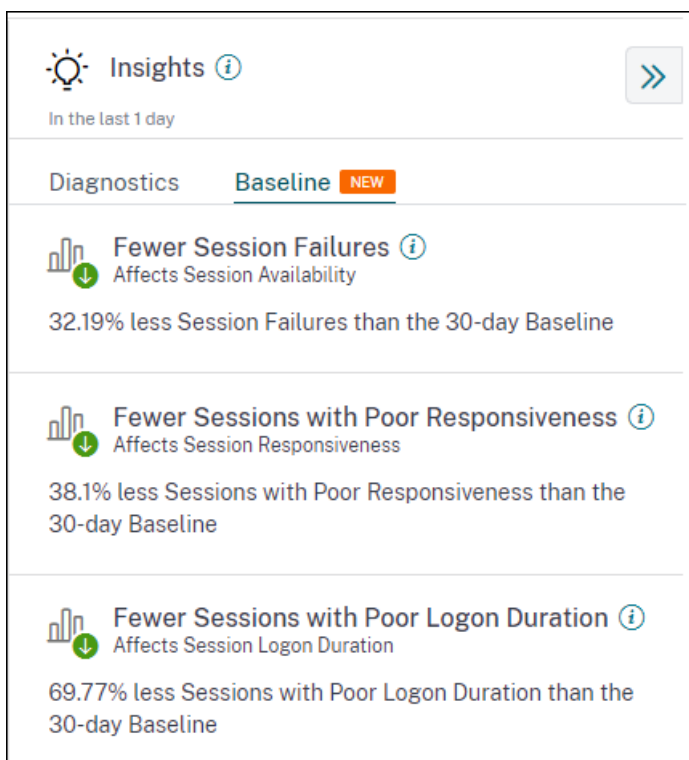 Insights
In the last 1 day
Diagnostics Baseline NEW
Fewer Session Failures
Affects Session Availability
32.19% less Session Failures than the 30-day Baseline
Fewer Sessions with Poor Responsiveness
Affects Session Responsiveness
38.1% less Sessions with Poor Responsiveness than the
30-day Baseline
Fewer Sessions with Poor Logon Duration
Affects Session Logon Duration
69.77% less Sessions with Poor Logon Duration than the
30-day Baseline